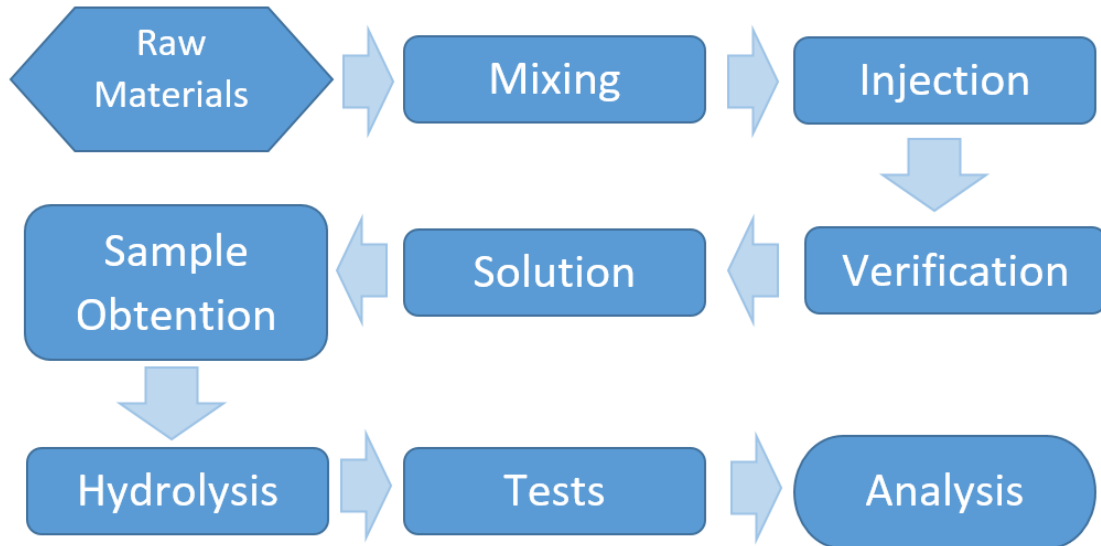 Raw
Materials
Mixing
Injection
Verification
Solution
Sample
Obtention
Hydrolysis
Tests
Analysis